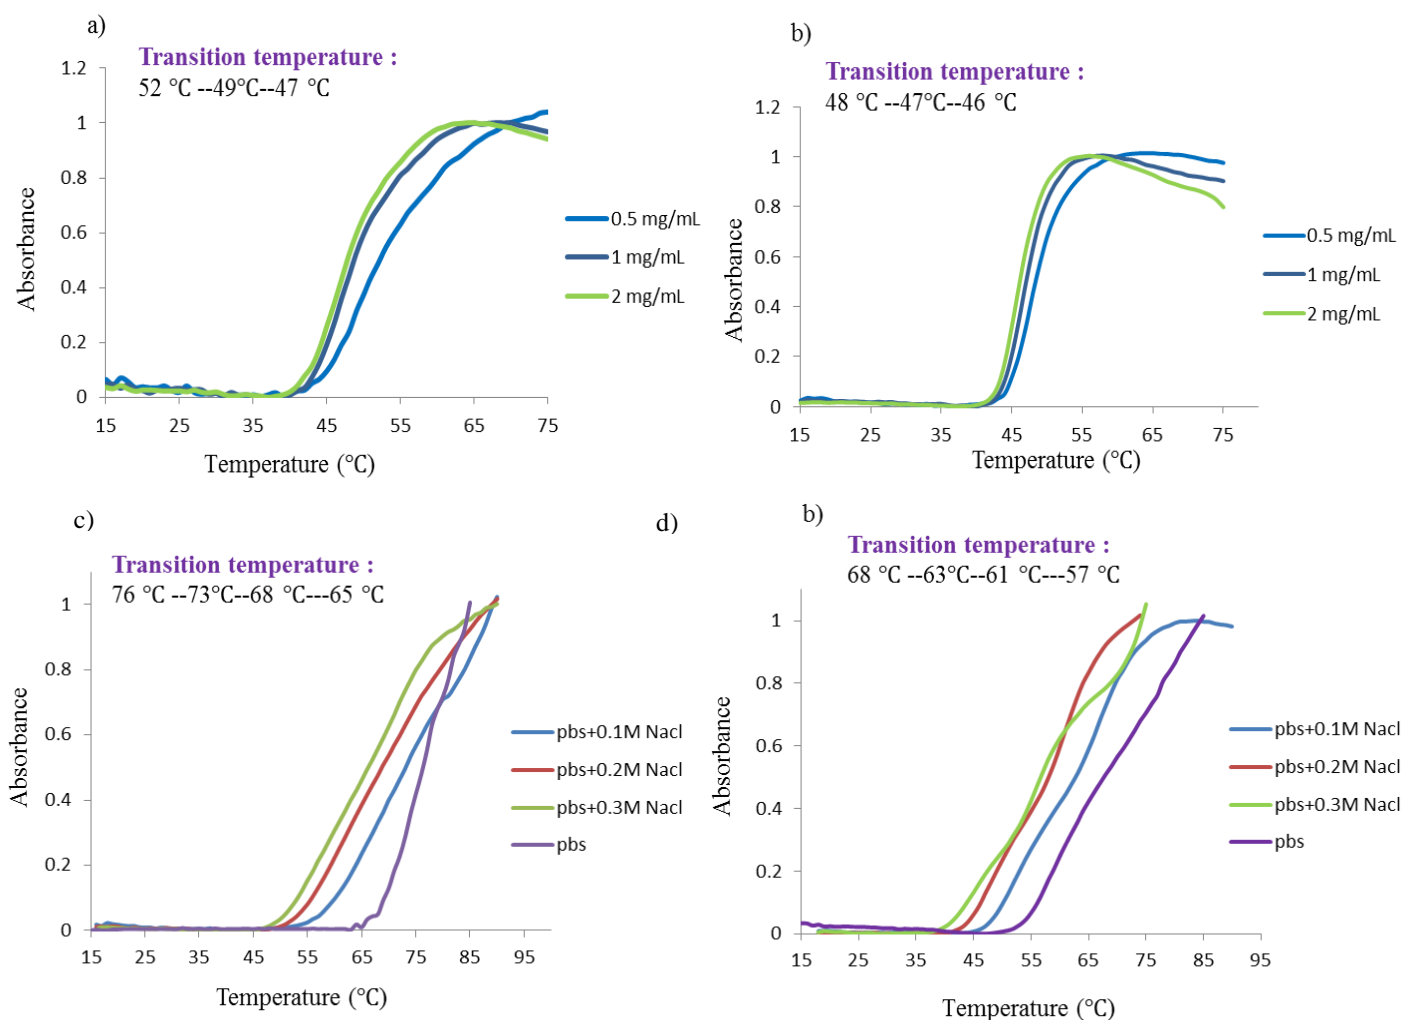 a)
Transition temperature :
52 °C --49°C--47 °C
1.2
1
0.8
0.6
0.4
0.2
0
Absorbance
15 25 35 45 55 65 75
Temperature (°C)
0.5 mg/mL
1 mg/mL
2 mg/mL
b)
Transition temperature :
48 °C --47°C--46 °C
1.2
1
0.8
0.6
0.4
0.2
0
Absorbance
15 25 35 45 55 65 75
Temperature (°C)
0.5 mg/mL
1 mg/mL
2 mg/mL
c)
Transition temperature :
76 °C --73°C--68 °C---65 °C
1
0.8
0.6
0.4
0.2
0
Absorbance
15 25 35 45 55 65 75 85 95
Temperature (°C)
pbs+0.1M Nacl
pbs+0.2M Nacl
pbs+0.3M Nacl
pbs
d)
b)
Transition temperature :
68 °C --63°C--61 °C---57 °C
1
0.8
0.6
0.4
0.2
0
Absorbance
15 25 35 45 55 65 75 85 95
Temperature (°C)
pbs+0.1M Nacl
pbs+0.2M Nacl
pbs+0.3M Nacl
pbs